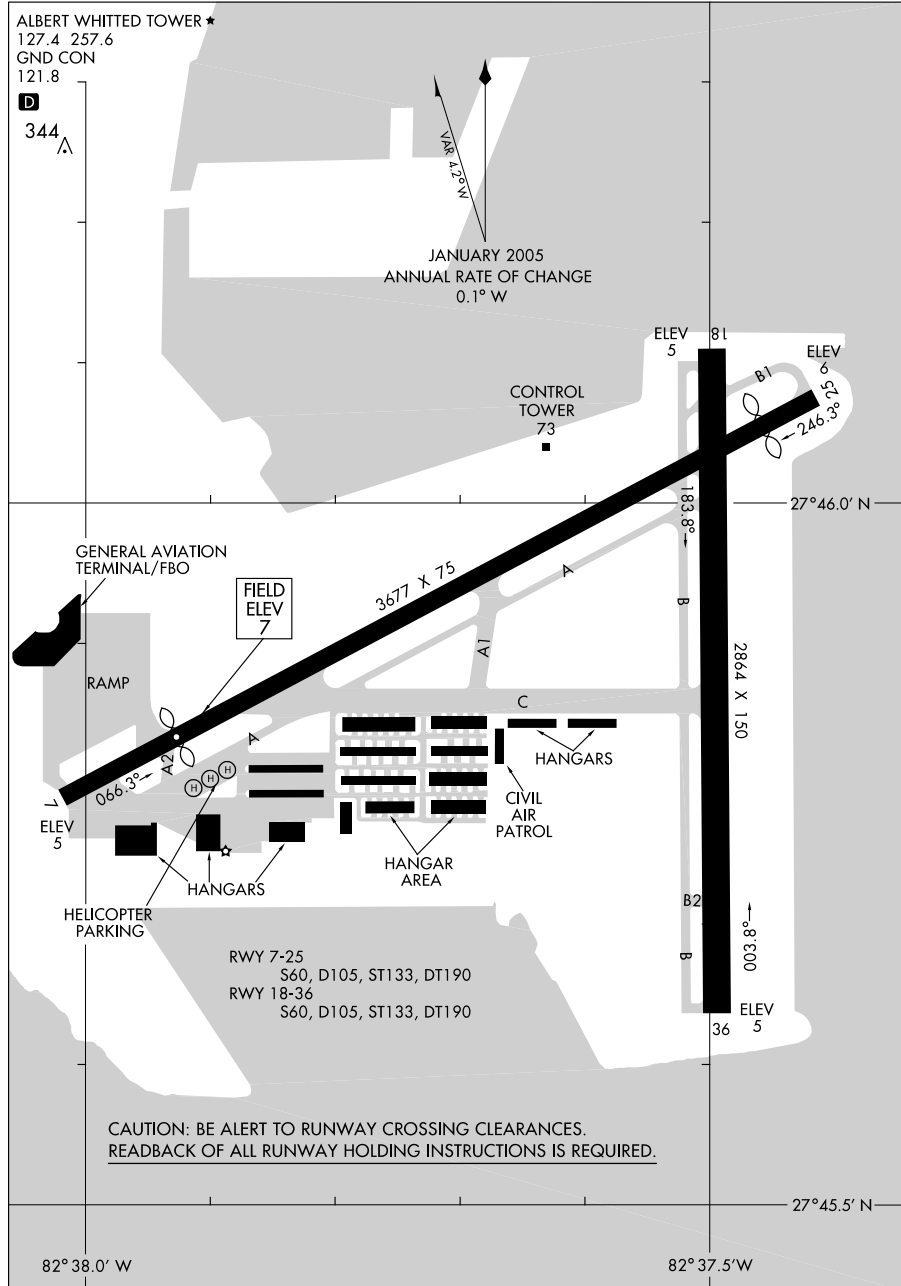 ALBERT WHITTED TOWER
127.4 257.6
GND CON
121.8
D
344
VAR 4.2° W
JANUARY 2005
ANNUAL RATE OF CHANGE
0.1° W
ELEV
5
18
ELEV
6
25
B1
246.3°
CONTROL
TOWER
73
27°46.0' N
183.8°
GENERAL AVIATION
TERMINAL/FBO
FIELD
ELEV
7
3677 X 75
A
B
A1
2864 X 150
RAMP
C
A
A2
066.3°
H
H
H
HANGARS
7
ELEV
5
CIVIL
AIR
PATROL
HANGARS
HANGAR
AREA
HELICOPTER
PARKING
B2
003.8°
B
RWY 7-25
S60, D105, ST133, DT190
RWY 18-36
S60, D105, ST133, DT190
ELEV
5
36
CAUTION: BE ALERT TO RUNWAY CROSSING CLEARANCES.
READBACK OF ALL RUNWAY HOLDING INSTRUCTIONS IS REQUIRED.
27°45.5' N
82°38.0' W
82°37.5'W